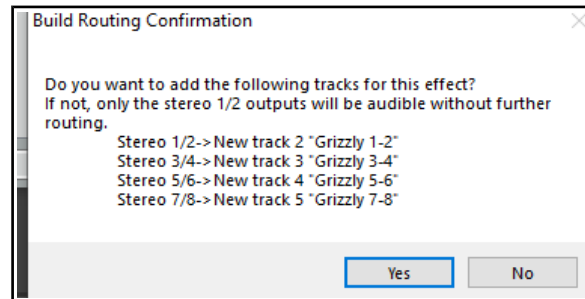 Build Routing Confirmation
Do you want to add the following tracks for this effect?
If not, only the stereo 1/2 outputs will be audible without further
routing.
Stereo 1/2->New track 2 "Grizzly 1-2"
Stereo 3/4->New track 3 "Grizzly 3-4"
Stereo 5/6->New track 4 "Grizzly 5-6"
Stereo 7/8->New track 5 "Grizzly 7-8"
Yes No